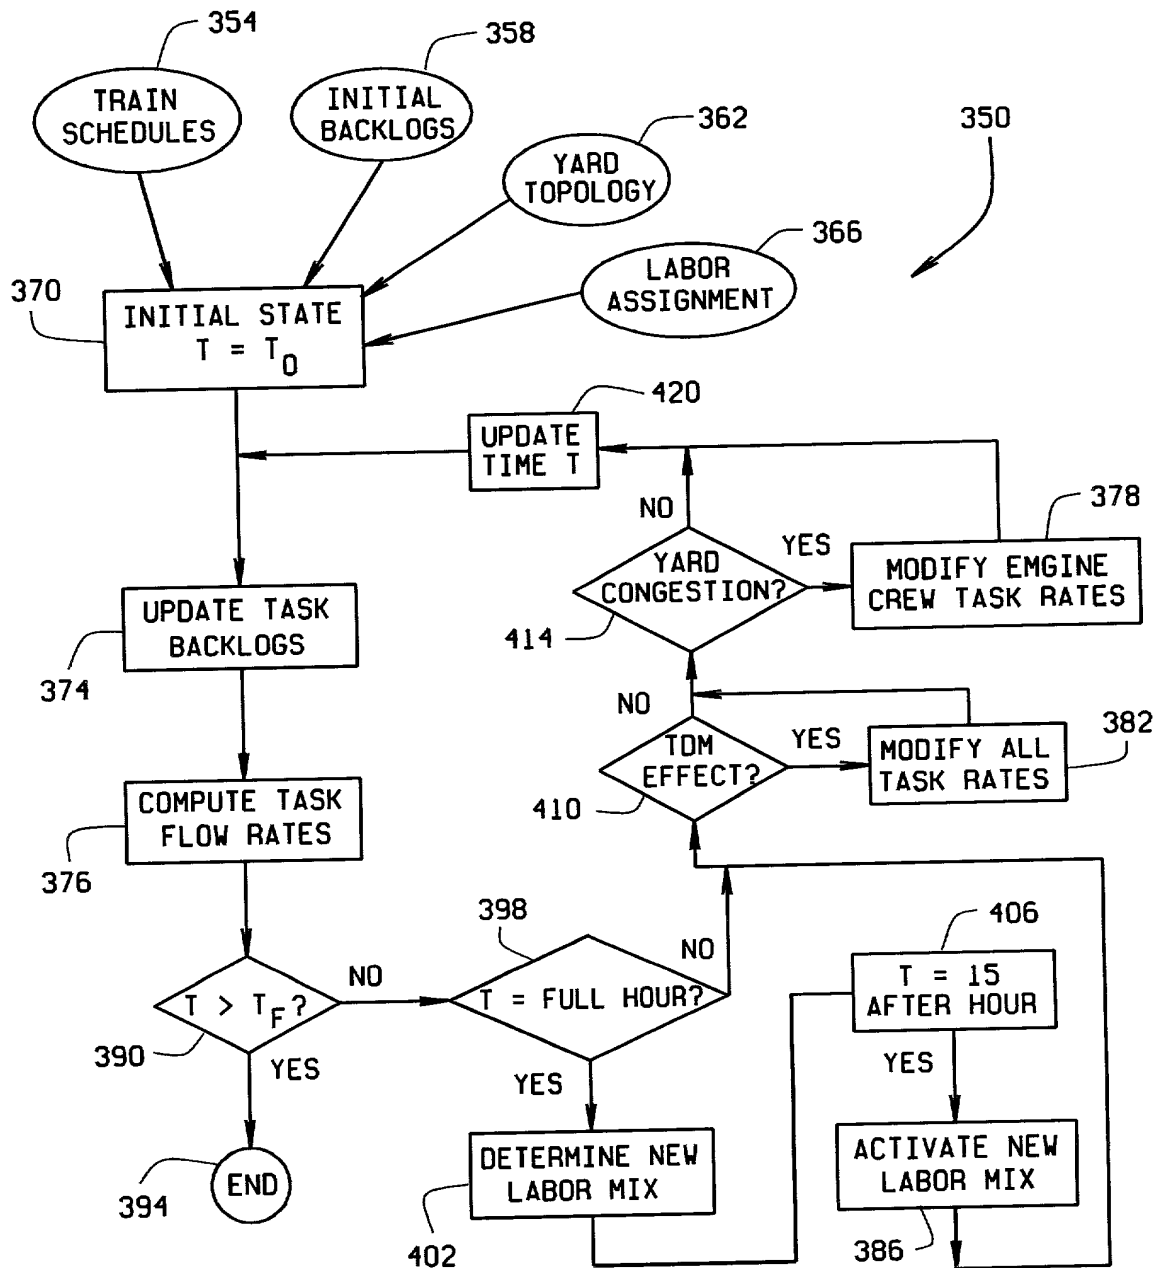 354
358
TRAIN
SCHEDULES
INITIAL
BACKLOGS
362
350
YARD
TOPOLOGY
366
LABOR
ASSIGNMENT
370
INITIAL STATE
T = T0
420
UPDATE
TIME T
378
NO
YES
YARD
CONGESTION?
MODIFY EMGINE
CREW TASK RATES
414
UPDATE TASK
BACKLOGS
374
NO
YES
TDM
EFFECT?
MODIFY ALL
TASK RATES
382
410
COMPUTE TASK
FLOW RATES
376
398
406
NO
T = 15
AFTER HOUR
NO
T > TF?
T = FULL HOUR?
390
YES
YES
YES
DETERMINE NEW
LABOR MIX
ACTIVATE NEW
LABOR MIX
END
394
402
386